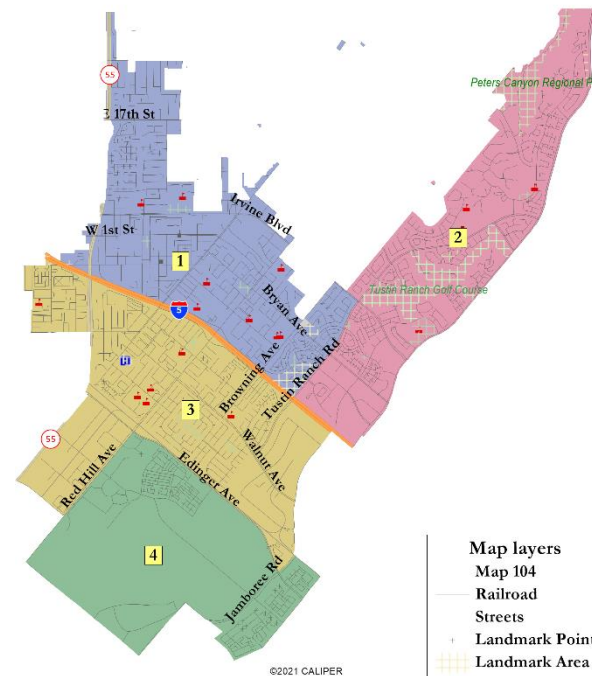 55
E 17th St
Peters Canyon Regional P
Irvine Blvd
W 1st St
2
1
Tustin Ranch Golf Course
5
Bryan Ave
H
Browning Ave
Tustin Ranch Rd
3
55
Walnut Ave
Red Hill Ave
Edinger Ave
4
Jamboree Rd
Map layers
Map 104
Railroad
Streets
Landmark Point
Landmark Area
©2021 CALIPER